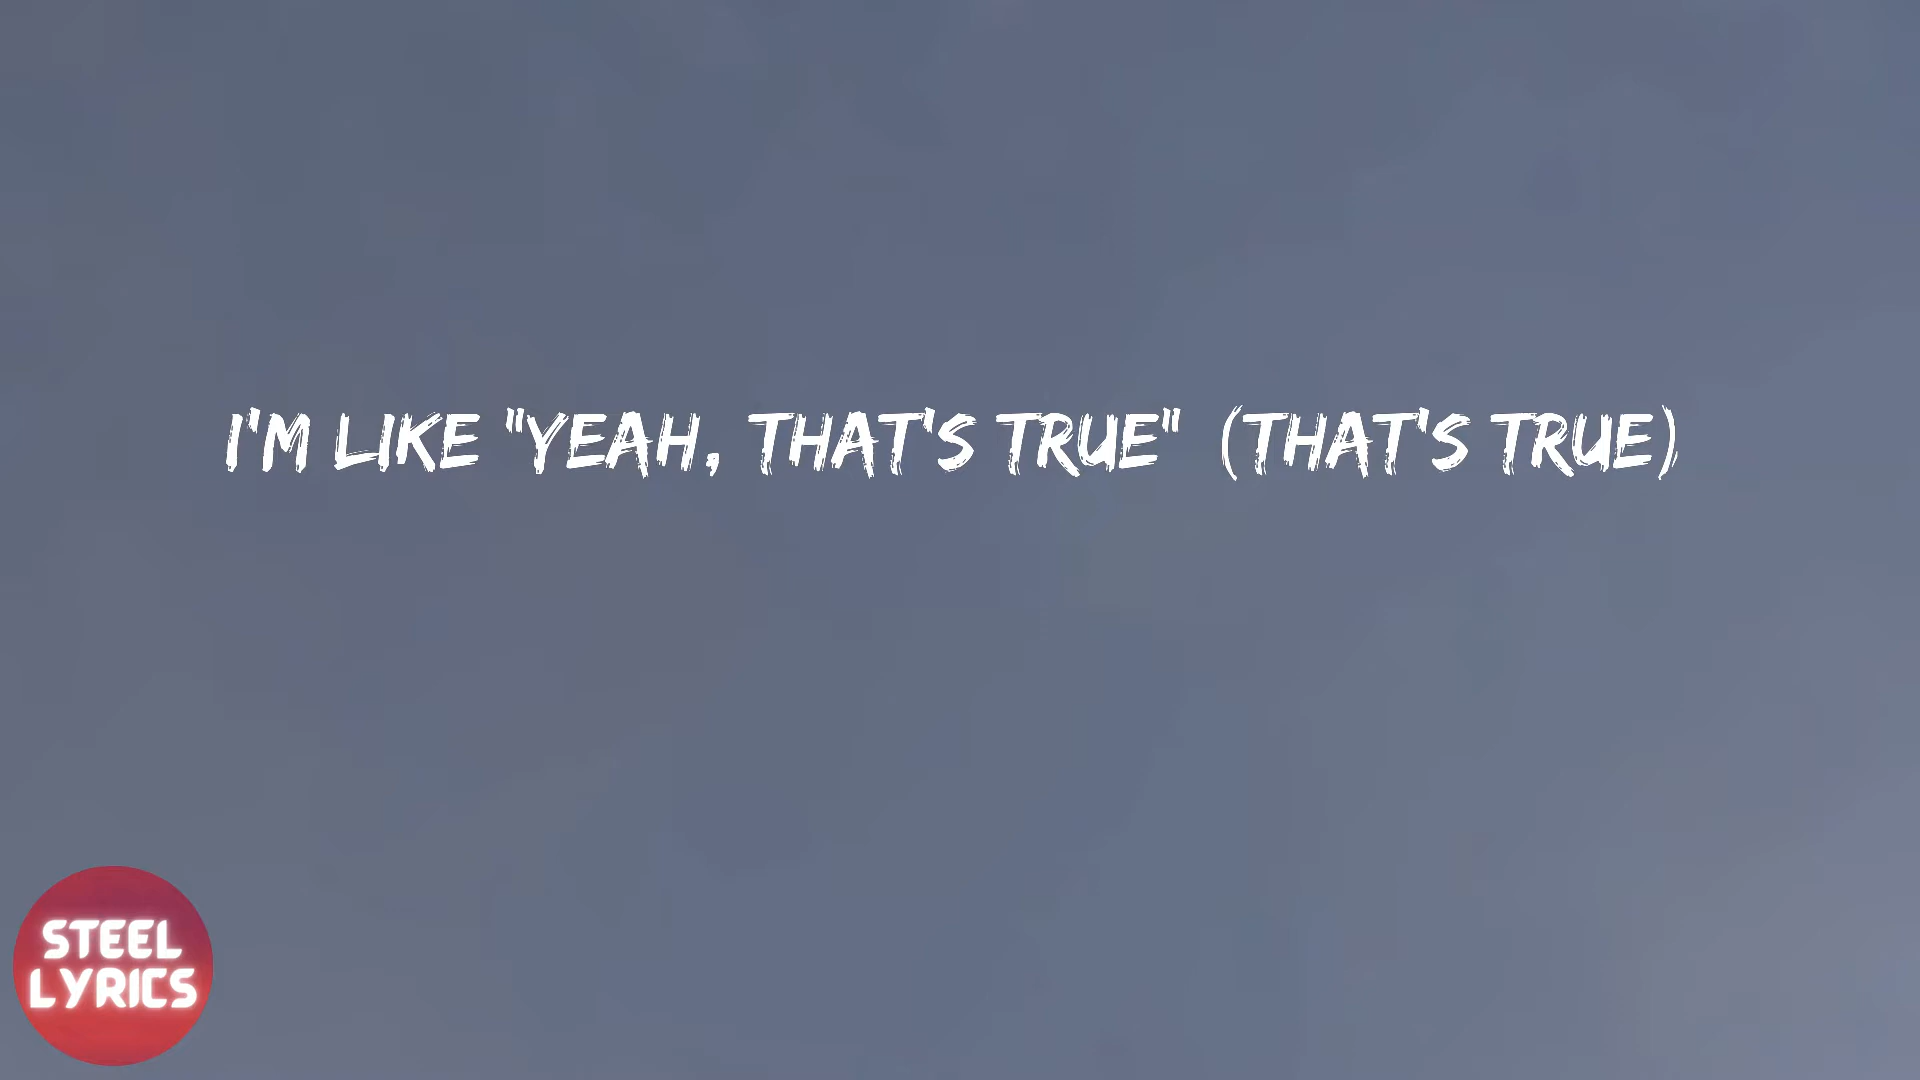 I'M LIKE "YEAH, THAT'S TRUE" (THAT'S TRUE)
STEEL
LYRICS